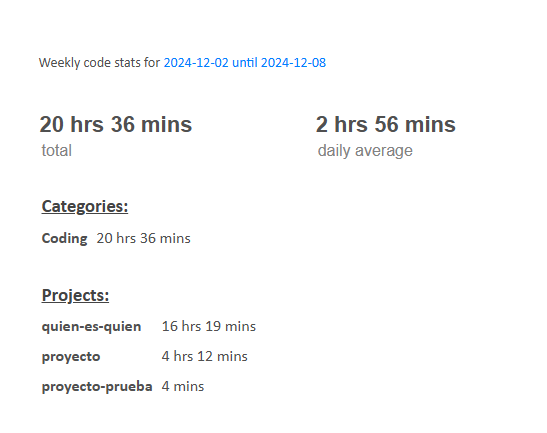 Weekly code stats for 2024-12-02 until 2024-12-08
20 hrs 36 mins 2 hrs 56 mins
total daily average
Categories:
Coding 20 hrs 36 mins
Projects:
quien-es-quien 16 hrs 19 mins
proyecto 4 hrs 12 mins
proyecto-prueba 4 mins